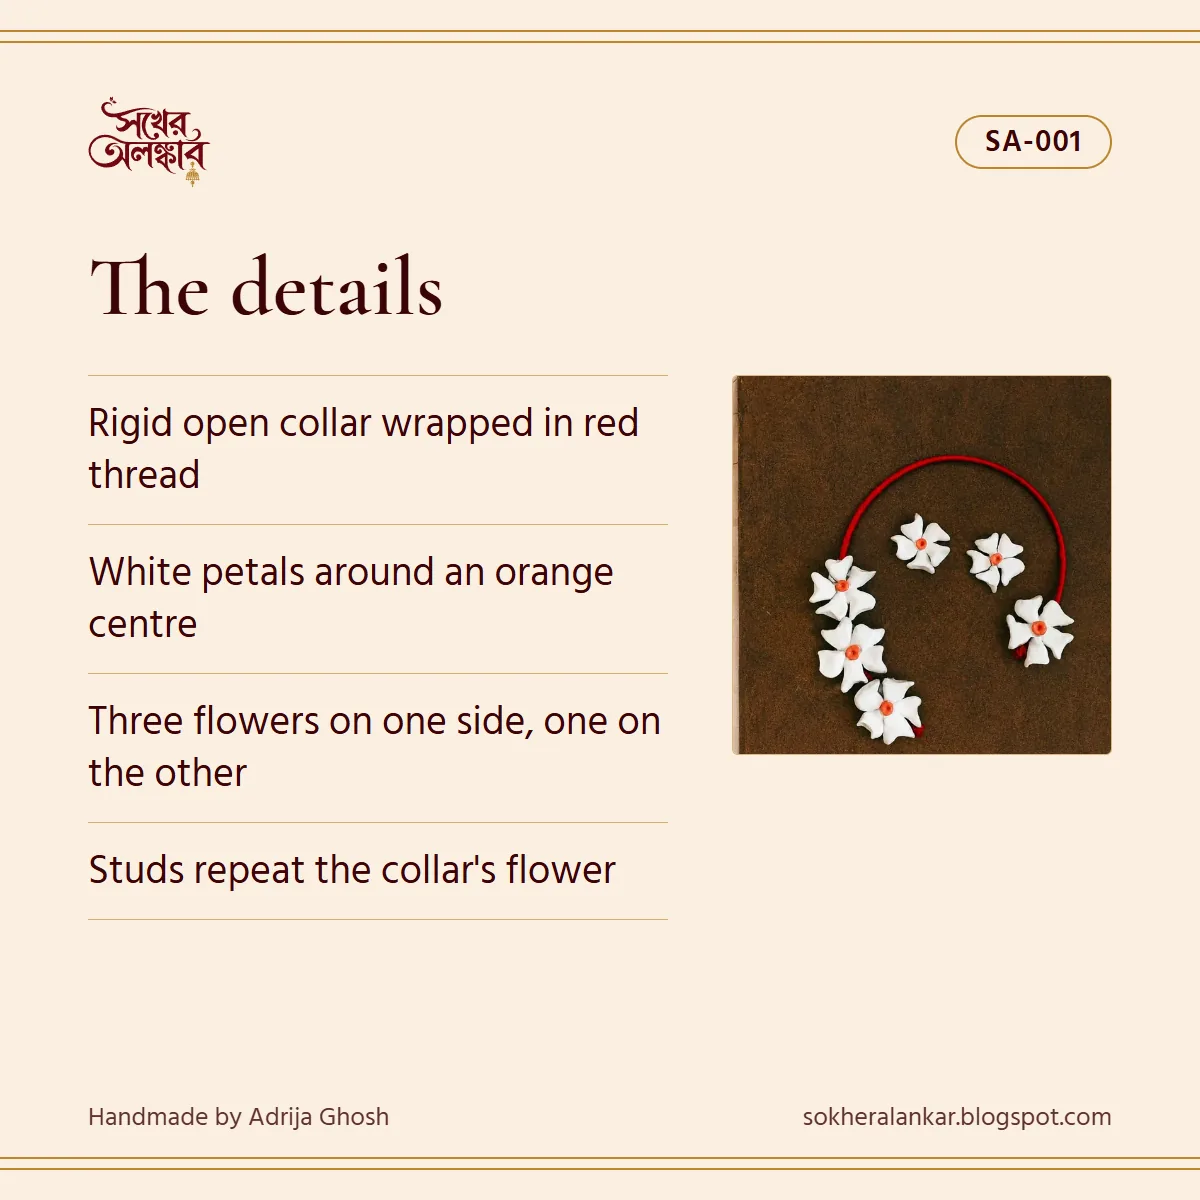 সখের
অলঙ্কার
SA-001
The details
Rigid open collar wrapped in red
thread
White petals around an orange
centre
Three flowers on one side, one on
the other
Studs repeat the collar's flower
Handmade by Adrija Ghosh
sokheralankar.blogspot.com